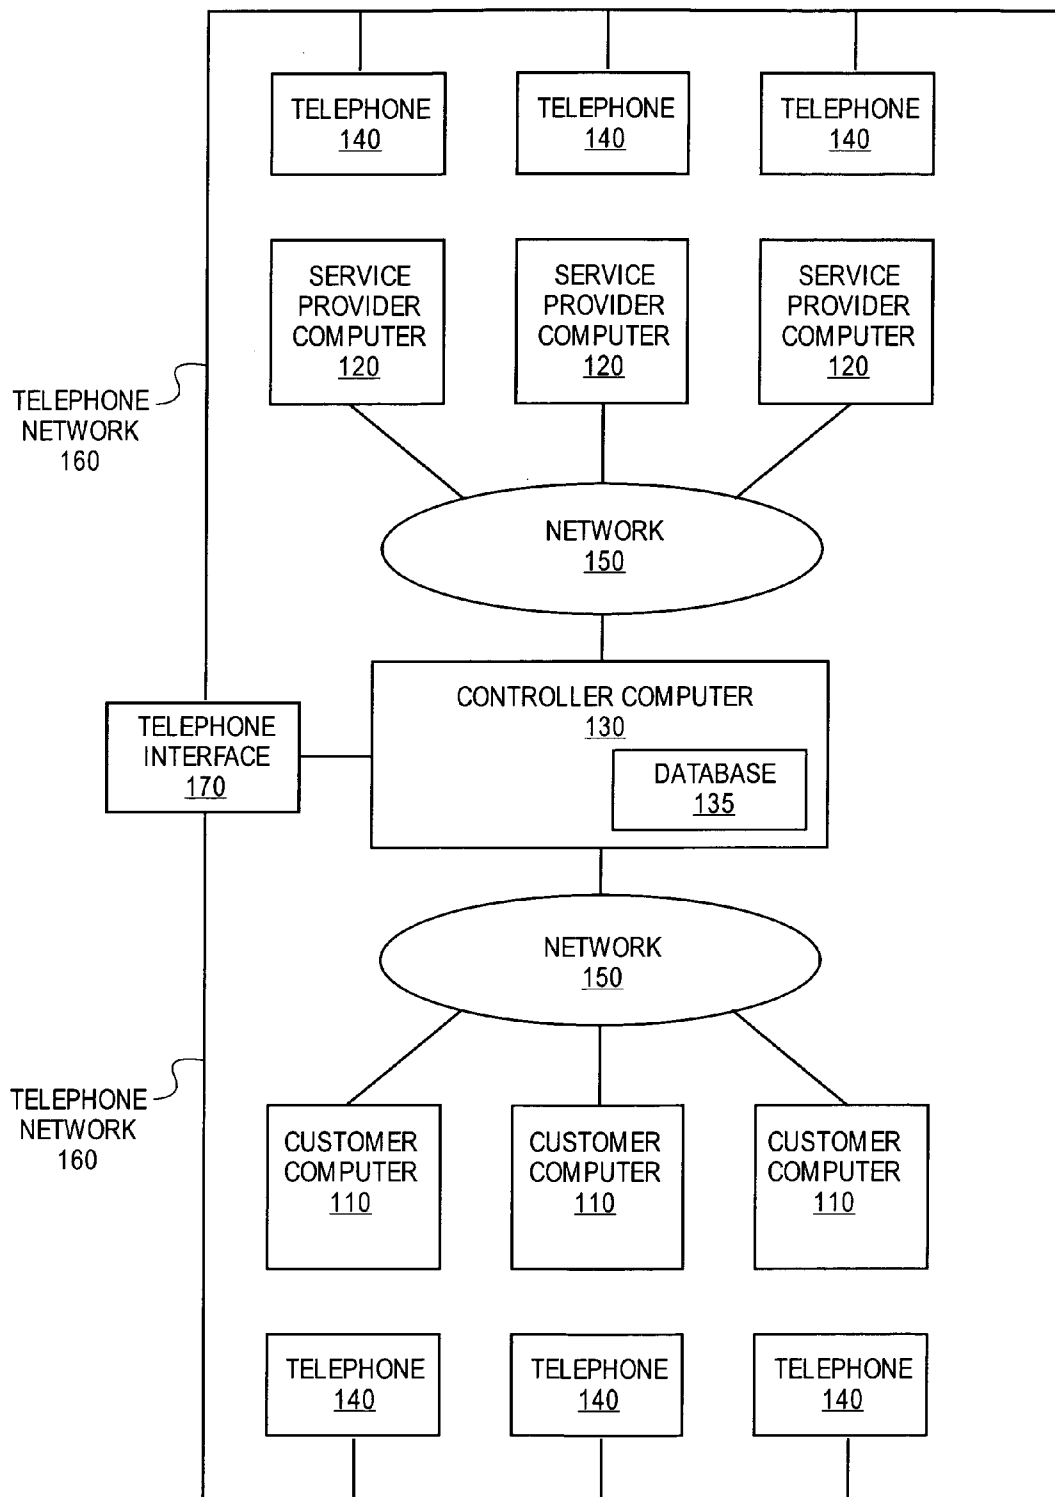 TELEPHONE
140
TELEPHONE
140
TELEPHONE
140
SERVICE
PROVIDER
COMPUTER
120
SERVICE
PROVIDER
COMPUTER
120
SERVICE
PROVIDER
COMPUTER
120
TELEPHONE
NETWORK
160
NETWORK
150
CONTROLLER COMPUTER
130
TELEPHONE
INTERFACE
170
DATABASE
135
NETWORK
150
TELEPHONE
NETWORK
160
CUSTOMER
COMPUTER
110
CUSTOMER
COMPUTER
110
CUSTOMER
COMPUTER
110
TELEPHONE
140
TELEPHONE
140
TELEPHONE
140